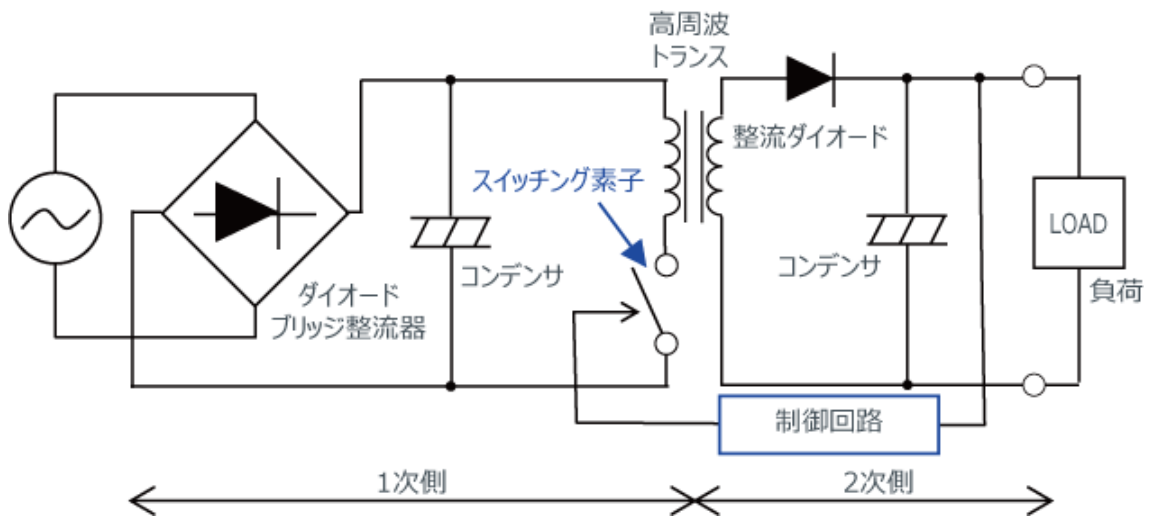 高周波
トランス
整流ダイオード
スイッチング素子
コンデンサ
コンデンサ
LOAD
負荷
ダイオード
ブリッジ整流器
制御回路
1次側
2次側